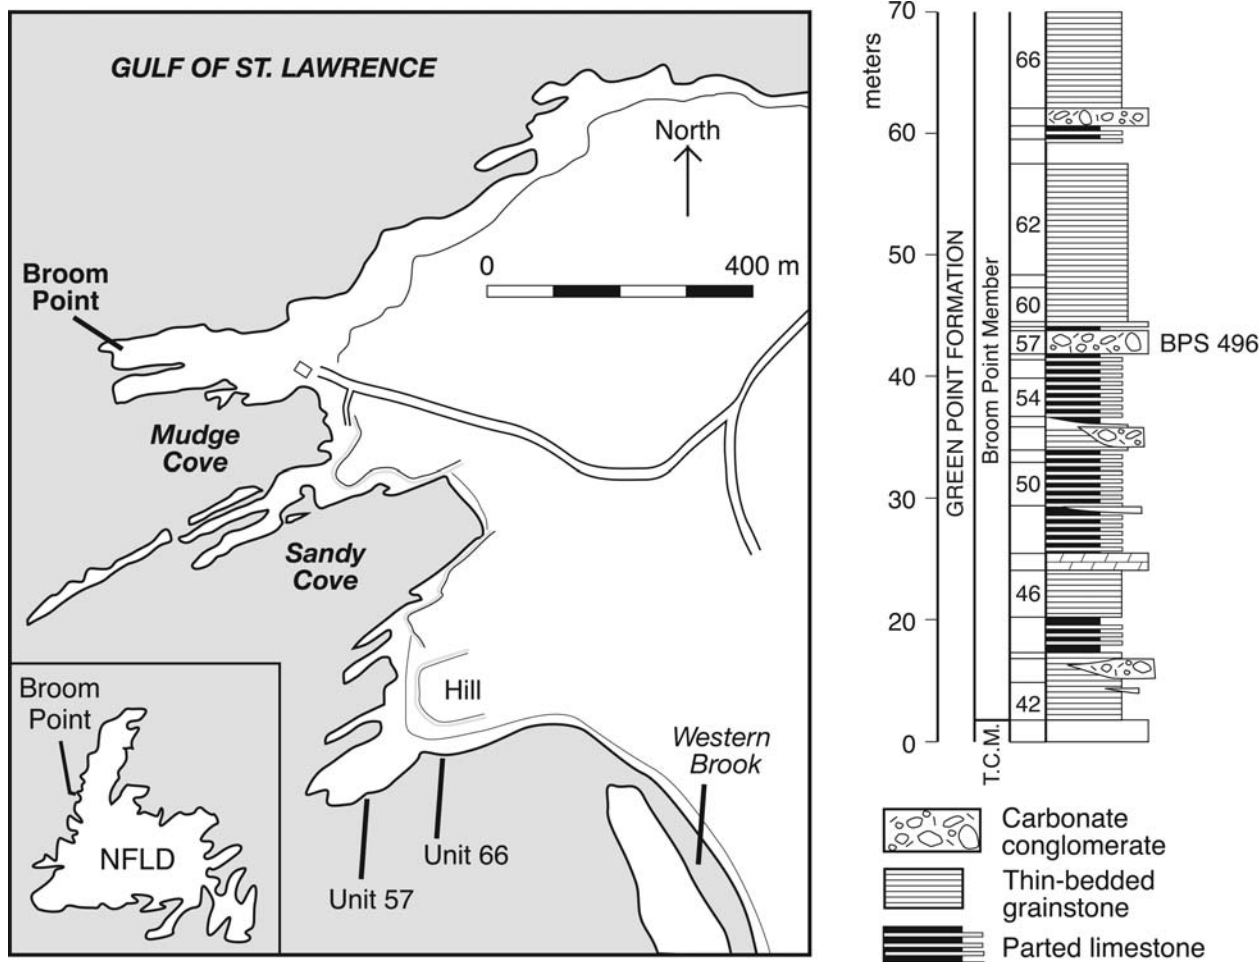 GULF OF ST. LAWRENCE
North
0 400 m
Broom
Point
Mudge
Cove
Sandy
Cove
Hill
Western
Brook
Unit 66
Unit 57
Broom
Point
NFLD
meters
70
60
50
40
30
20
0
GREEN POINT FORMATION
Broom Point Member
T.C.M.
66
62
60
57
BPS 496
54
50
46
42
Carbonate
conglomerate
Thin-bedded
grainstone
Parted limestone